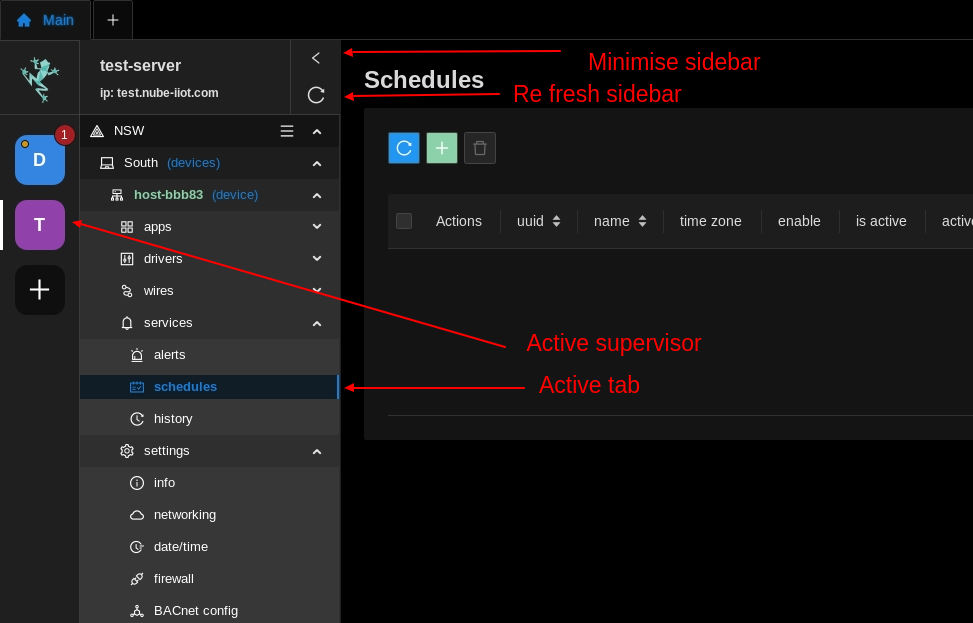 Main
test-server
ip: test.nube-iiot.com
Minimise sidebar
Schedules
Re fresh sidebar
1
D
T
NSW
South (devices)
host-bbb83 (device)
apps
drivers
wires
services
alerts
schedules
history
settings
info
networking
date/time
firewall
BACnet config
Actions uuid name time zone enable is active active
Active supervisor
Active tab